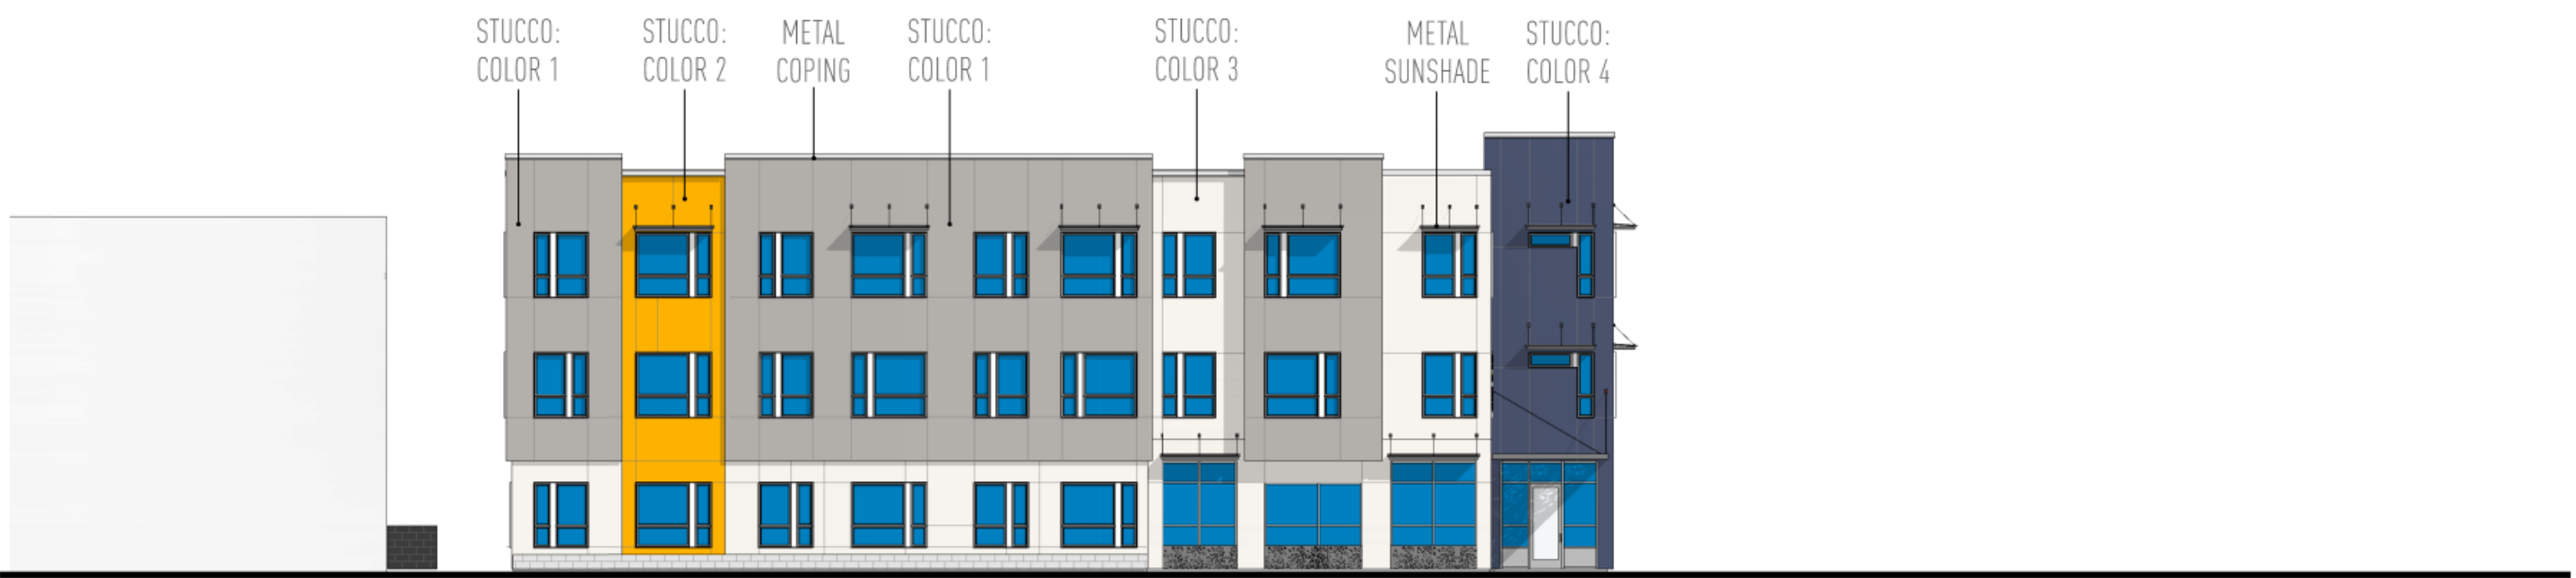 STUCCO:
COLOR 1
STUCCO:
COLOR 2
METAL
COPING
STUCCO:
COLOR 1
STUCCO:
COLOR 3
METAL
SUNSHADE
STUCCO:
COLOR 4